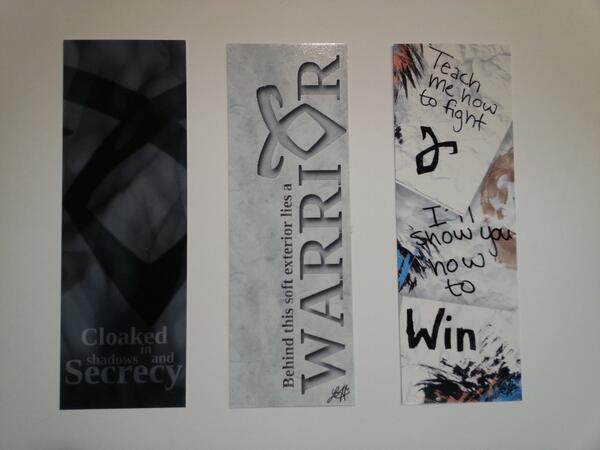 Cloaked
in
shadows and
Secrecy
Behind this soft exterior lies a
WARRIOR
Teach
me how
to fight
I'll
show you
how
to
Win